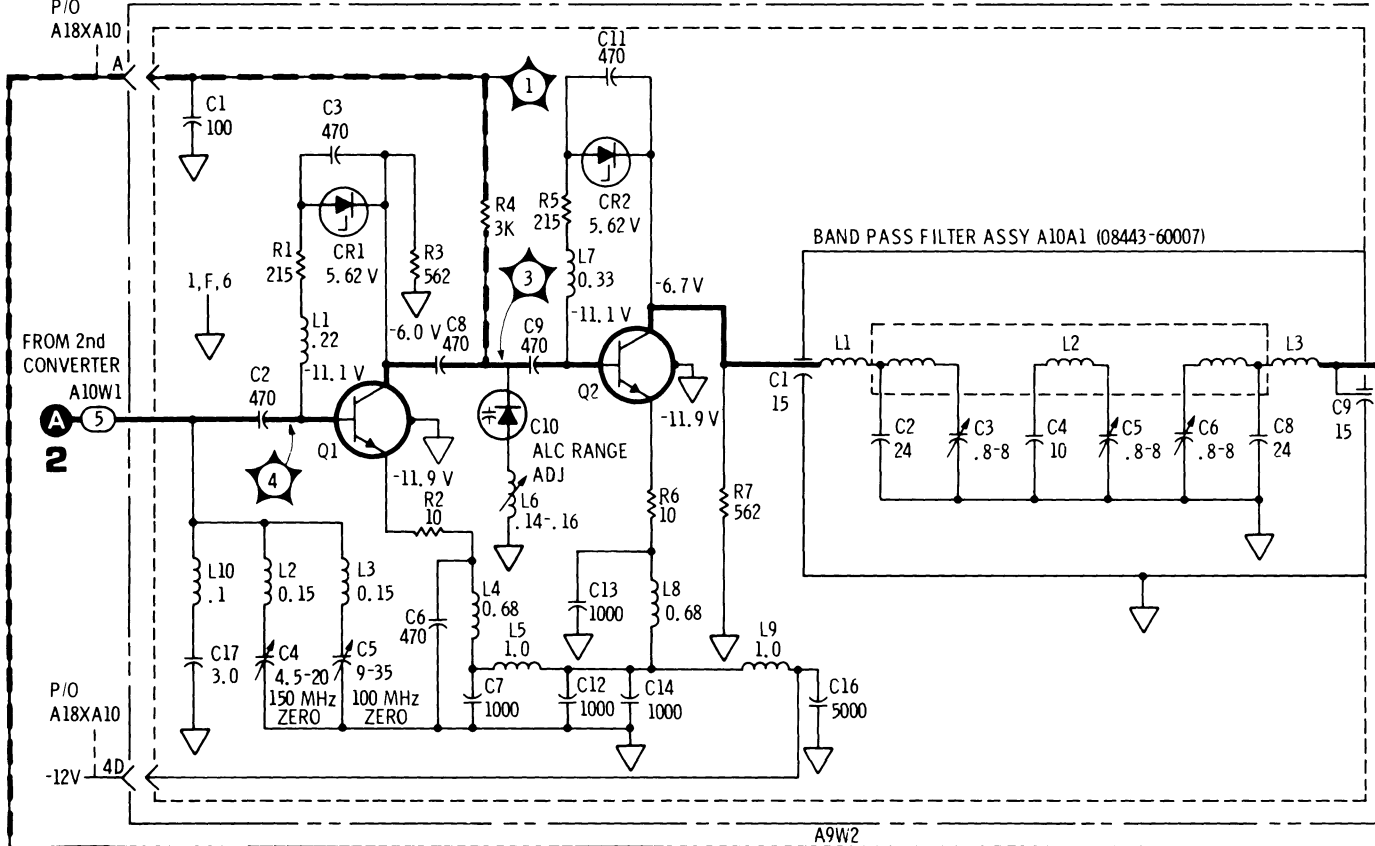 P/O
A18XA10
A
C1
100
C3
470
CR1
5.62 V
R1
215
L1
.22
R3
562
-6.0 V
-11.1 V
R4
3K
1
C11
470
R5
215
CR2
5.62 V
L7
0.33
3
-11.1 V
-6.7 V
C8
470
C9
470
1,F,6
FROM 2nd
CONVERTER
A10W1
A
5
2
C2
470
4
Q1
-11.9 V
R2
10
C10
ALC RANGE
ADJ
L6
.14-.16
Q2
-11.9 V
R6
10
R7
562
BAND PASS FILTER ASSY A10A1 (08443-60007)
C1
15
L1
L2
L3
C2
24
C3
.8-8
C4
10
C5
.8-8
C6
.8-8
C8
24
C9
15
L10
.1
L2
0.15
L3
0.15
C17
3.0
C4
4.5-20
150 MHz
ZERO
C5
9-35
100 MHz
ZERO
C6
470
L4
0.68
L5
1.0
C7
1000
C12
1000
C13
1000
C14
1000
L8
0.68
L9
1.0
C16
5000
P/O
A18XA10
-12V
4D
A9W2